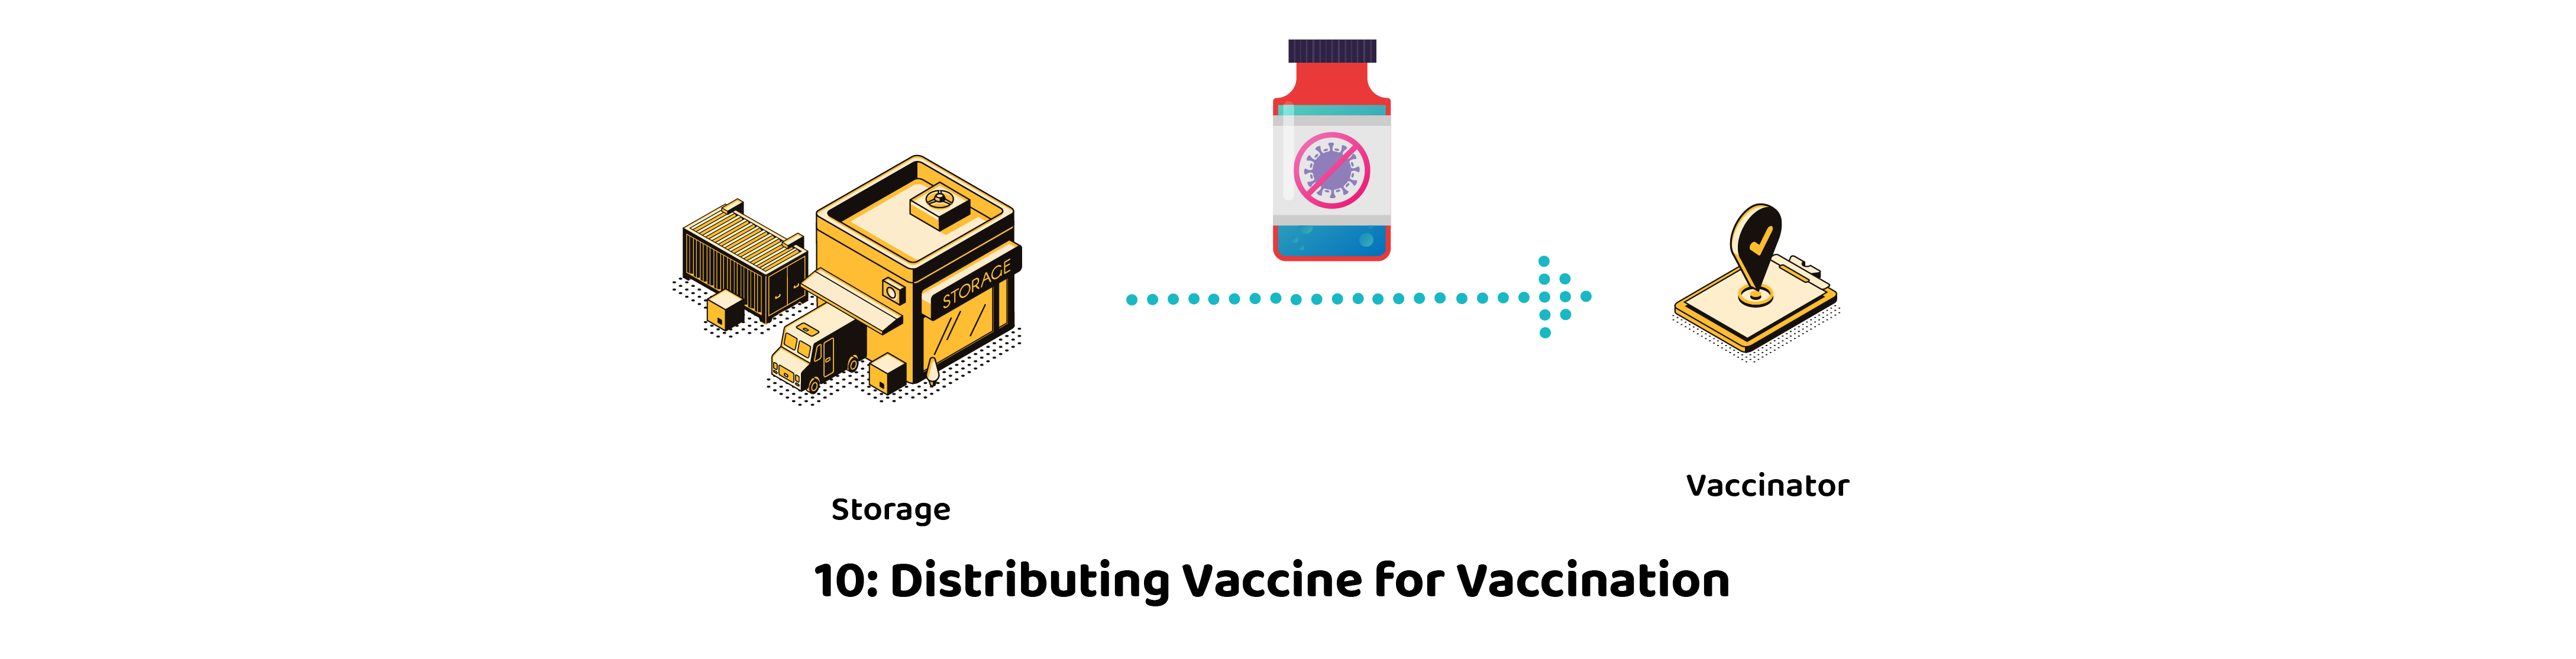 STORAGE
Storage
Vaccinator
10: Distributing Vaccine for Vaccination